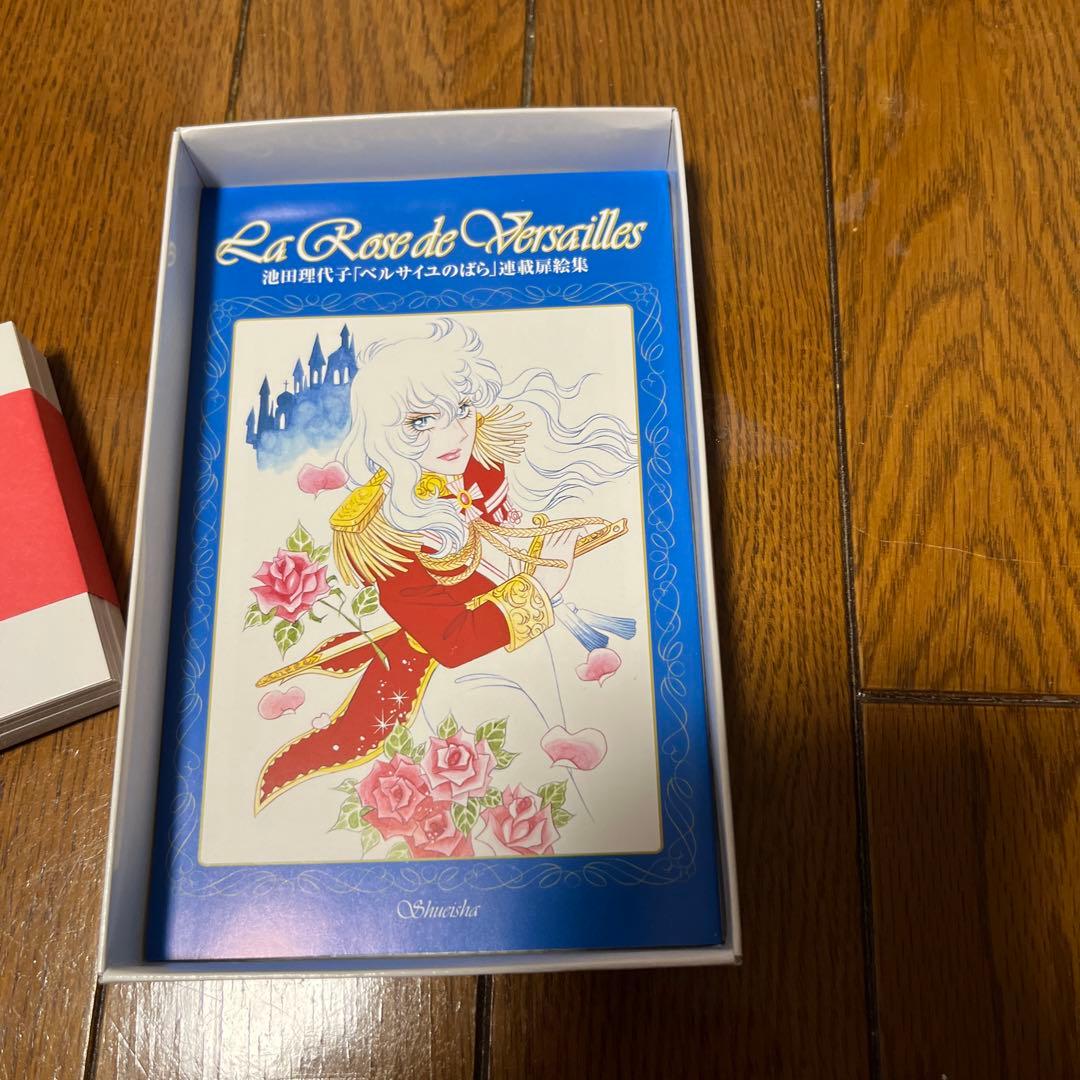 La Rose de Versailles
池田理代子「ベルサイユのばら」連載扉絵集
Shueisha